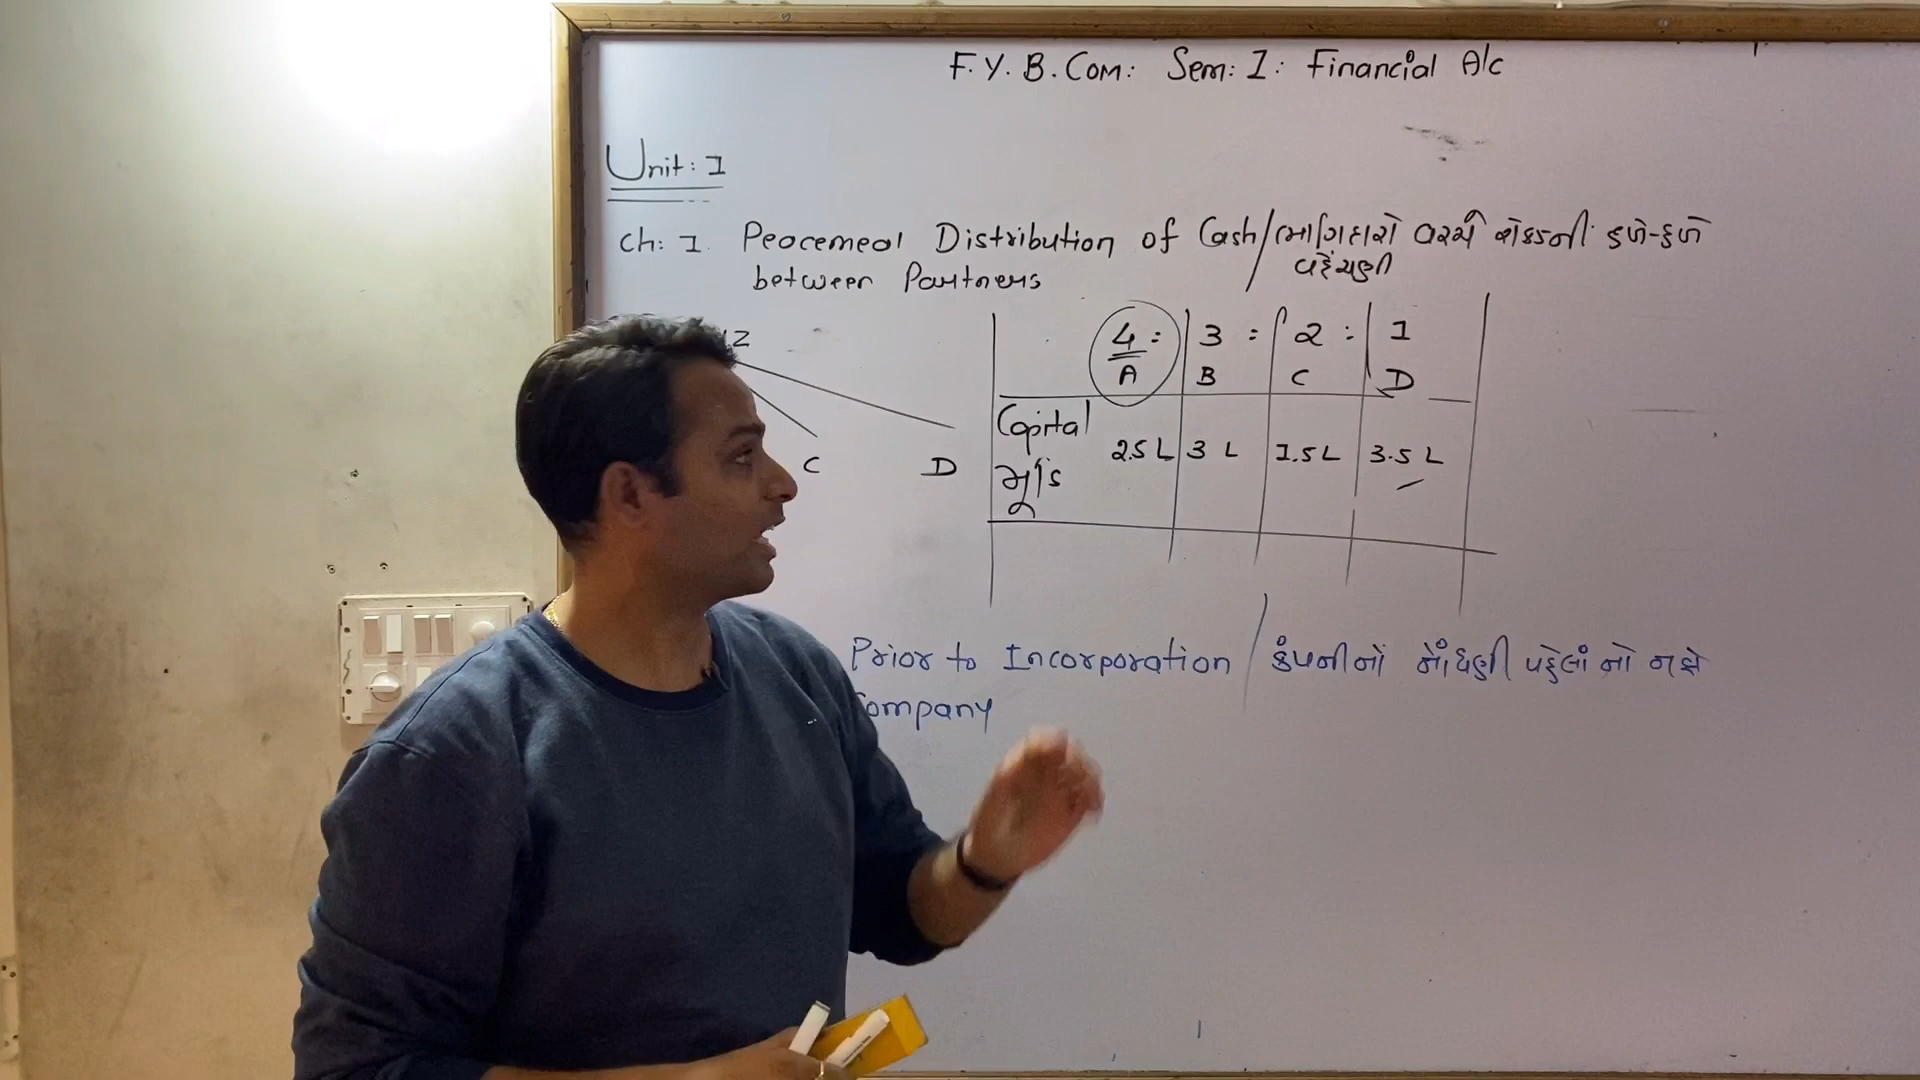 F.Y.B.Com: Sem: I: Financial A/c
Unit: I
Ch: I. Peacemeal Distribution of Cash/ભાગીદારો વચ્ચે રોકડની હપ્તે-હપ્તે
between Partners વહેંચણી
4: 3: 2: 1
A B C D
C D
Capital 2.5 L 3 L 1.5 L 3.5 L
મૂડી
Prior to Incorporation / કંપનીની નોંધણી પહેલાંનો નફો
ompany